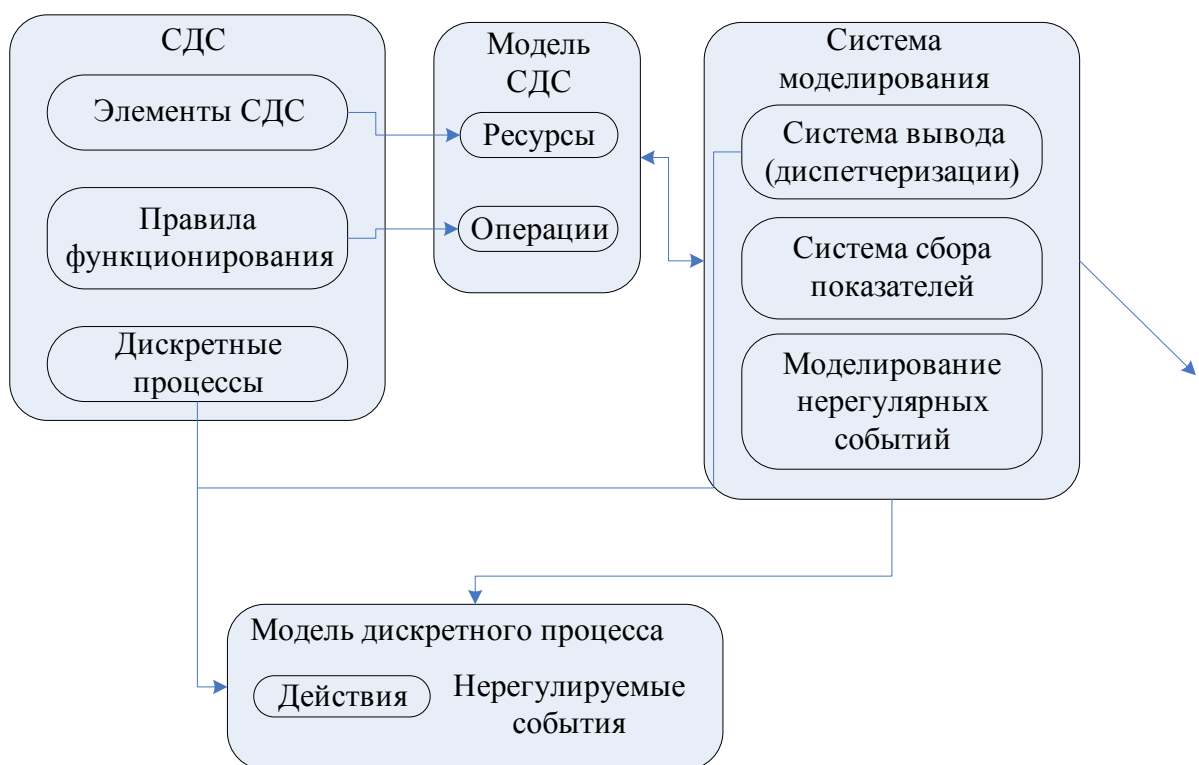 СДС
Элементы СДС
Правила
функционирования
Дискретные
процессы
Модель
СДС
Ресурсы
Операции
Система
моделирования
Система вывода
(диспетчеризации)
Система сбора
показателей
Моделирование
нерегулярных
событий
Модель дискретного процесса
Действия
Нерегулируемые
события